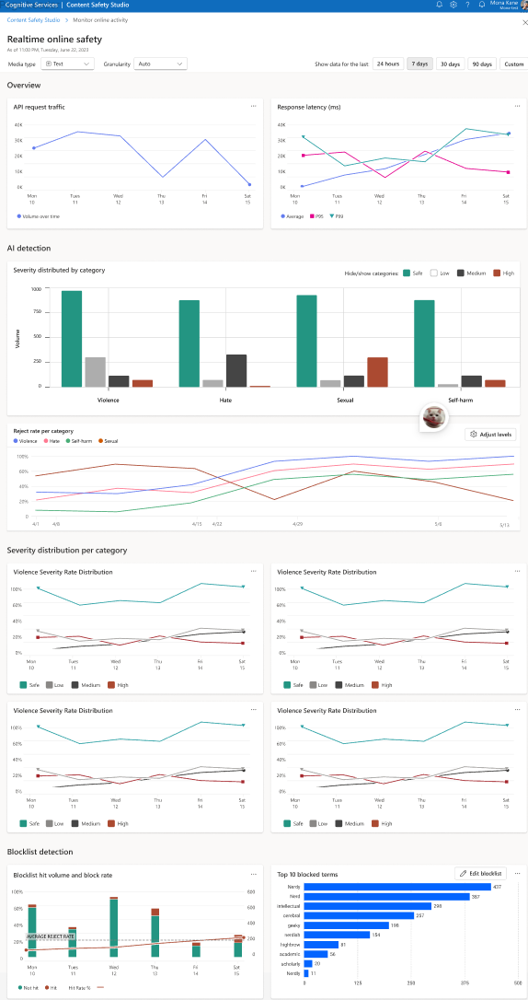 Cognitive Services | Content Safety Studio
Mona Kane
Content Safety Studio > Monitor online activity
Realtime online safety
As of 11:00 PM, Tuesday, June 22, 2023
Media type Text Granularity Auto Show data for the last 24 hours 7 days 30 days 90 days Custom
Overview
API request traffic
40K
30K
20K
10K
0K
Mon Tues Wed Thu Fri Sat
10 11 12 13 14 15
Volume over time
Response latency (ms)
40K
30K
20K
10K
0K
Mon Tues Wed Thu Fri Sat
10 11 12 13 14 15
Average P95 P99
AI detection
Severity distributed by category
Hide/show categories: Safe Low Medium High
Volume
1000
750
500
250
0
Violence Hate Sexual Self-harm
Reject rate per category
Adjust levels
Violence Hate Self-harm Sexual
100%
60%
20%
0
4/1 4/8 4/15 4/22 4/29 5/6 5/13
Severity distribution per category
Violence Severity Rate Distribution
100%
60%
40%
20%
0%
Mon Tues Wed Thu Fri Sat
10 11 12 13 14 15
Safe Low Medium High
Violence Severity Rate Distribution
100%
60%
40%
20%
0%
Mon Tues Wed Thu Fri Sat
10 11 12 13 14 15
Safe Low Medium High
Violence Severity Rate Distribution
100%
60%
40%
20%
0%
Mon Tues Wed Thu Fri Sat
10 11 12 13 14 15
Safe Low Medium High
Violence Severity Rate Distribution
100%
60%
40%
20%
0%
Mon Tues Wed Thu Fri Sat
10 11 12 13 14 15
Safe Low Medium High
Blocklist detection
Blocklist hit volume and block rate
100% 800
60% 600
40% 400
20% 200
0% 0
AVERAGE REJECT RATE
Mon Tues Wed Thu Fri Sat
10 11 12 13 14 15
Not hit Hit Hit Rate %
Top 10 blocked terms
Edit blocklist
Nerdy 437
Nerd 387
intellectual 298
cerebral 257
geeky 198
nerdish 154
highbrow 81
academic 56
scholarly 20
Nerdly 11
0 125 250 375 500